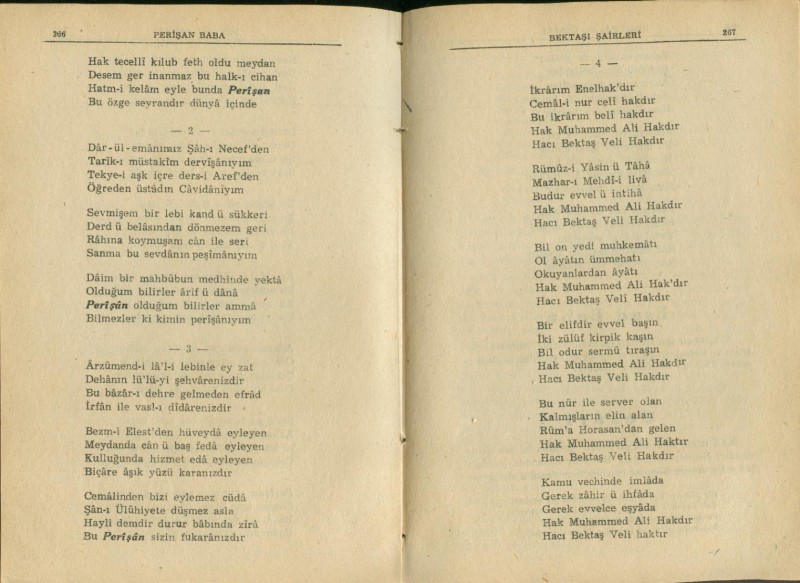 266
PERİŞAN BABA
Hak tecellî kılub feth oldu meydan
Desem ger inanmaz bu halk-ı cihan
Hatm-i kelâm eyle bunda Perîşan
Bu özge seyrandır dünyâ içinde
— 2 —
Dâr-ül-emânımız Şâh-ı Necef'den
Tarîk-ı müstakîm dervîşânıyım
Tekye-i aşk içre ders-i Aref'den
Öğreden üstâdın Câvidâniyım
Sevmişem bir lebi kand ü sükkeri
Derd ü belâsından dönmezem geri
Râhına koymuşam cân ile seri
Sanma bu sevdânın peşîmânıyım
Dâim bir mahbûbun medhinde yektâ
Olduğum bilirler ârif ü dânâ
Perîşân olduğum bilirler ammâ
Bilmezler ki kimin perîşânıyım
— 3 —
Ârzûmend-i lâ'l-i lebinle ey zat
Dehânın lü'lü-yi şehvârenizdir
Bu bâzâr-ı dehre gelmeden efrâd
İrfân ile vasl-ı dîdârenizdir
Bezm-i Elest'den hüveydâ eyleyen
Meydanda cân ü baş fedâ eyleyen
Kulluğunda hizmet edâ eyleyen
Biçâre âşık yüzü karanızdır
Cemâlinden bizi eylemez cüdâ
Şân-ı Ülûhiyete düşmez asla
Hayli demdir durur bâbında zîrâ
Bu Perîşân sizin fukarânızdır
BEKTAŞİ ŞAİRLERİ
267
— 4 —
İkrârım Enelhak'dır
Cemâl-i nur celî hakdır
Bu ikrârım belî hakdır
Hak Muhammed Ali Hakdır
Hacı Bektaş Veli Hakdır
Rümûz-i Yâsin ü Tâhâ
Mazhar-ı Mehdî-i livâ
Budur evvel ü intihâ
Hak Muhammed Ali Hakdır
Hacı Bektaş Veli Hakdır
Bil on yedi muhkemâtı
Ol âyâtın ümmehatı
Okuyanlardan âyâtı
Hak Muhammed Ali Hak'dır
Hacı Bektaş Velî Hakdır
Bir elifdir evvel başın
İki zülüf kirpik kaşın
Bil odur sermû tıraşın
Hak Muhammed Ali Hakdır
Hacı Bektaş Veli Hakdır
Bu nûr ile server olan
Kalmışların elin alan
Rûm'a Horasan'dan gelen
Hak Muhammed Ali Haktır
Hacı Bektaş Veli Hakdır
Kamu vechinde imlâda
Gerek zâhir ü ihfâda
Gerek evvelce eşyâda
Hak Muhammed Ali Hakdır
Hacı Bektaş Veli haktır